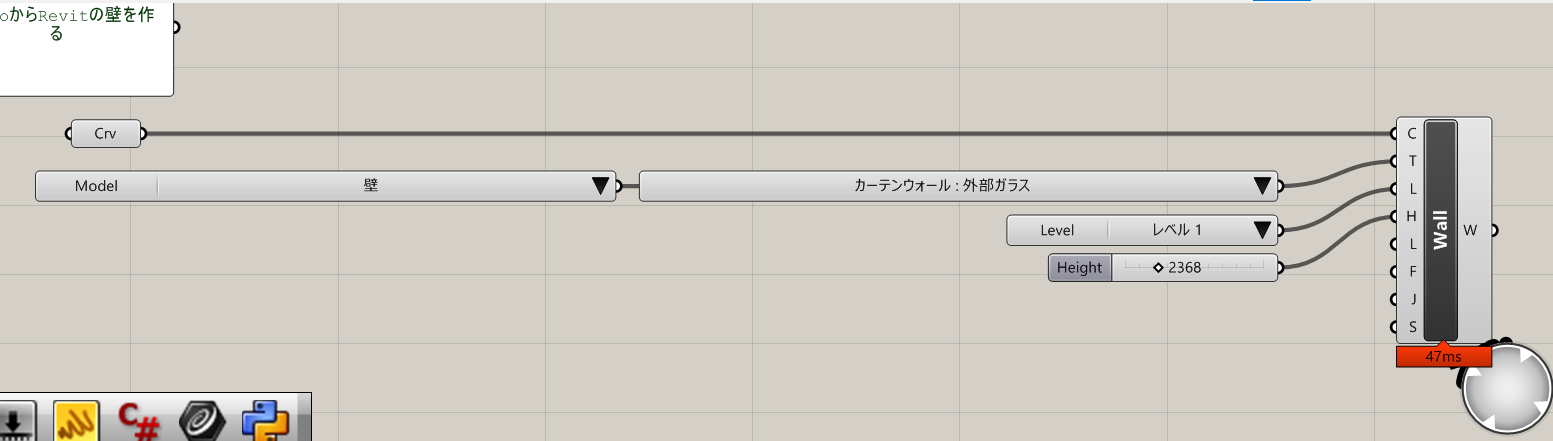 oからRevitの壁を作
る
Crv
Model 壁
カーテンウォール : 外部ガラス
Level レベル 1
Height 2368
C
T
L
H
L
F
J
S
Wall
W
47ms
C#